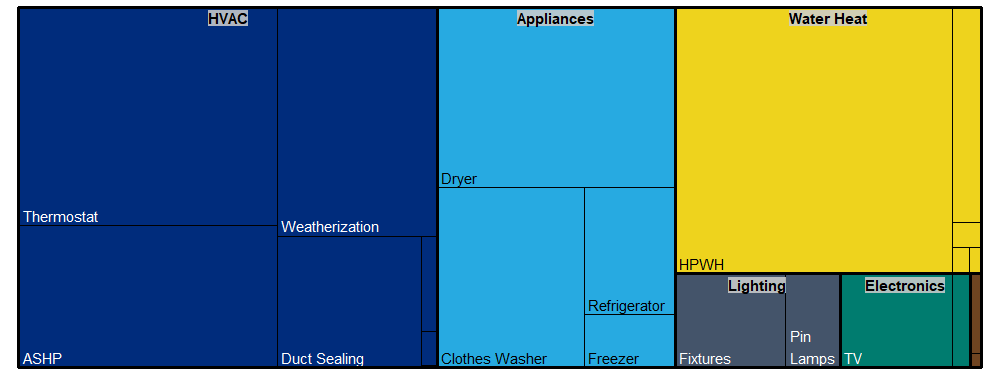 HVAC
Appliances
Water Heat
Dryer
Thermostat
Weatherization
HPWH
Lighting
Electronics
Refrigerator
Pin
Lamps
ASHP
Duct Sealing
Clothes Washer
Freezer
Fixtures
TV